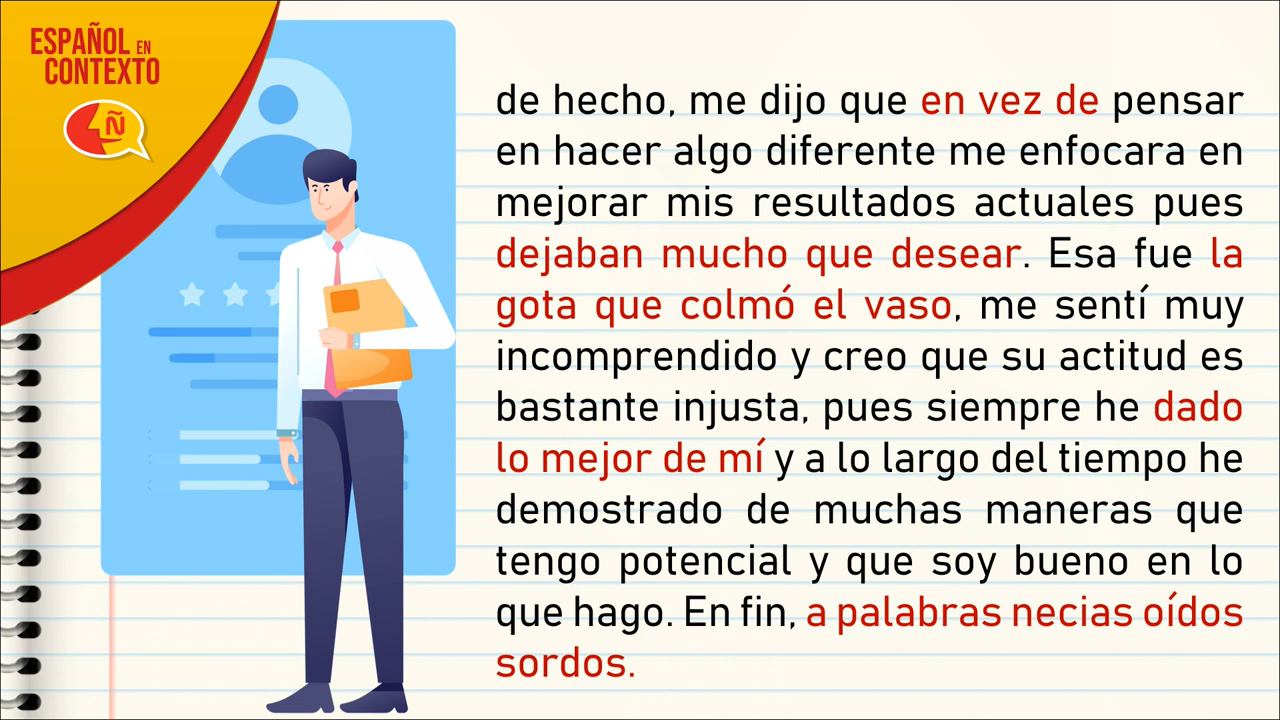 ESPAÑOL EN
CONTEXTO
Ñ
de hecho, me dijo que en vez de pensar
en hacer algo diferente me enfocara en
mejorar mis resultados actuales pues
dejaban mucho que desear. Esa fue la
gota que colmó el vaso, me sentí muy
incomprendido y creo que su actitud es
bastante injusta, pues siempre he dado
lo mejor de mí y a lo largo del tiempo he
demostrado de muchas maneras que
tengo potencial y que soy bueno en lo
que hago. En fin, a palabras necias oídos
sordos.